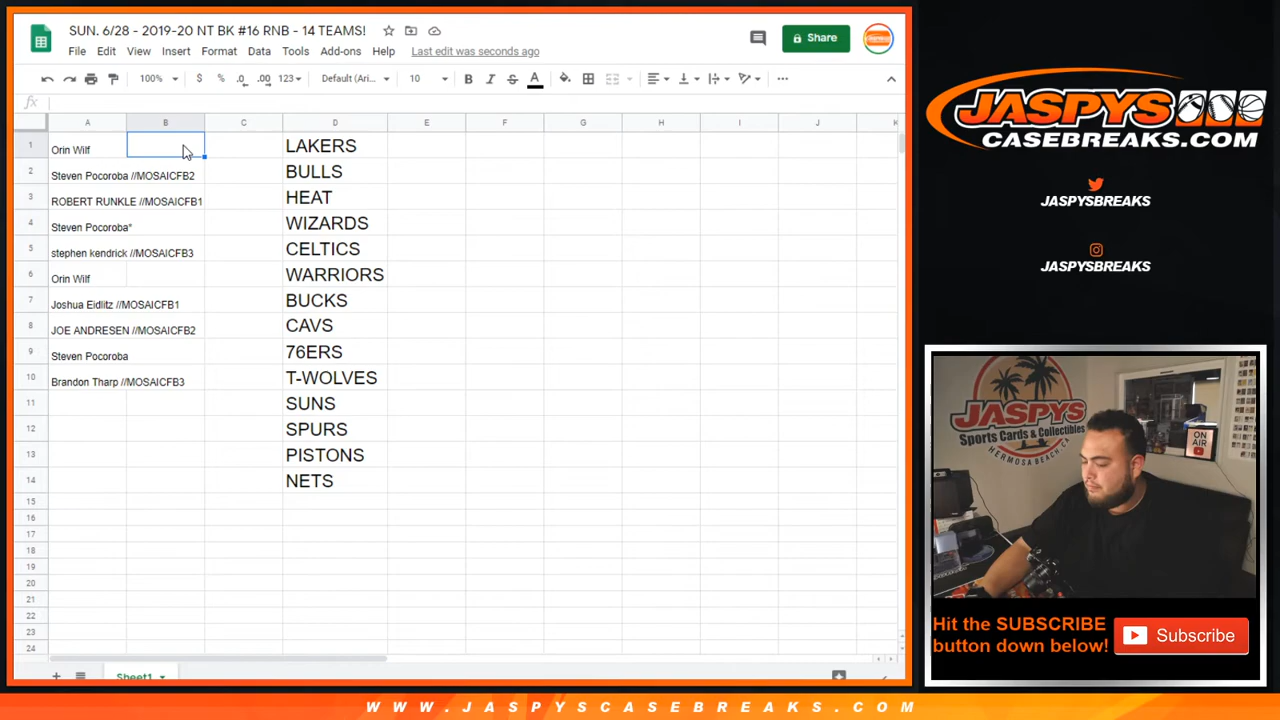 SUN. 6/28 - 2019-20 NT BK #16 RNB - 14 TEAMS!
File Edit View Insert Format Data Tools Add-ons Help Last edit was seconds ago
Share
100% $ % .0 .00 123 Default (Ari... 10 B I S A
fx
A B C D E F G H I J K
1 Orin Wilf LAKERS
2 Steven Pocoroba //MOSAICFB2 BULLS
3 ROBERT RUNKLE //MOSAICFB1 HEAT
4 Steven Pocoroba* WIZARDS
5 stephen kendrick //MOSAICFB3 CELTICS
6 Orin Wilf WARRIORS
7 Joshua Eidlitz //MOSAICFB1 BUCKS
8 JOE ANDRESEN //MOSAICFB2 CAVS
9 Steven Pocoroba 76ERS
10 Brandon Tharp //MOSAICFB3 T-WOLVES
11 SUNS
12 SPURS
13 PISTONS
14 NETS
15
16
17
18
19
20
21
22
23
24
Sheet1
JASPYS
CASEBREAKS.COM
JASPYSBREAKS
JASPYSBREAKS
JASPYS
Sports Cards & Collectibles
HERMOSA BEACH, CA
ON
AIR
Hit the SUBSCRIBE
button down below!
Subscribe
WWW.JASPYSCASEBREAKS.COM